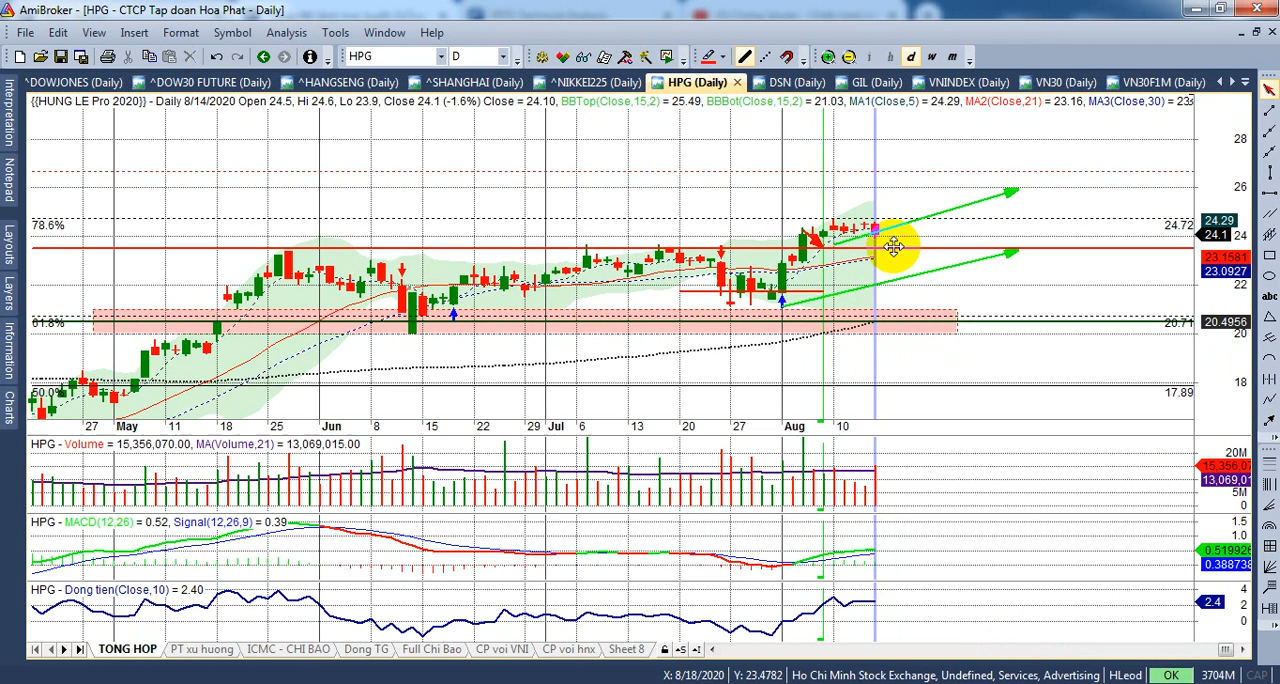 AmiBroker - [HPG - CTCP Tap doan Hoa Phat - Daily]
File Edit View Insert Format Symbol Analysis Tools Window Help
HPG D i h d w m
^DOWJONES (Daily) ^DOW30 FUTURE (Daily) ^HANGSENG (Daily) ^SHANGHAI (Daily) ^NIKKEI225 (Daily) HPG (Daily) DSN (Daily) GIL (Daily) VNINDEX (Daily) VN30 (Daily) VN30F1M (Daily)
{{HUNG LE Pro 2020}} - Daily 8/14/2020 Open 24.5, Hi 24.6, Lo 23.9, Close 24.1 (-1.6%) Close = 24.10, BBTop(Close,15,2) = 25.49, BBBot(Close,15,2) = 21.03, MA1(Close,5) = 24.29, MA2(Close,21) = 23.16, MA3(Close,30) =
Interpretation
Notepad
Layouts
Layers
Information
Charts
28
26
78.6% 24.72 24.29
24 24.1
23.1581
23.0927
22
61.8% 20.71 20.4956
20
18
50.0% 17.89
27 May 11 18 25 Jun 8 15 22 29 Jul 6 13 20 27 Aug 10
HPG - Volume = 15,356,070.00, MA(Volume,21) = 13,069,015.00
20M
15,356,07
13,069,01
5M
0
HPG - MACD(12,26) = 0.52, Signal(12,26,9) = 0.39
1.5
1.0
0.519926
0.388738
0.0
HPG - Dong tien(Close,10) = 2.40
4
2.4
2
0
TONG HOP PT xu huong ICMC - CHI BAO Dong TG Full Chi Bao CP voi VNI CP voi hnx Sheet 8
X: 8/18/2020 Y: 23.4782 Ho Chi Minh Stock Exchange, Undefined, Services, Advertising HLeod OK 3704M CAP
abc